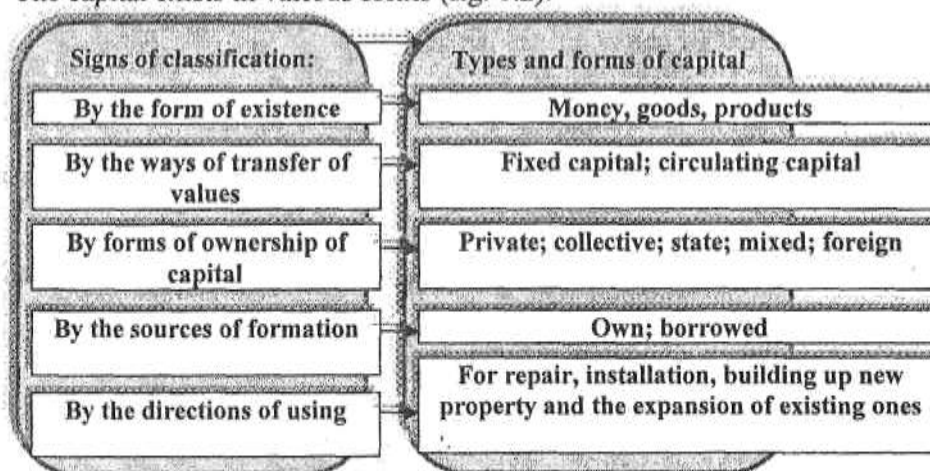 Signs of classification:
Types and forms of capital
By the form of existence
Money, goods, products
By the ways of transfer of
values
Fixed capital; circulating capital
By forms of ownership of
capital
Private; collective; state; mixed; foreign
By the sources of formation
Own; borrowed
By the directions of using
For repair, installation, building up new
property and the expansion of existing ones